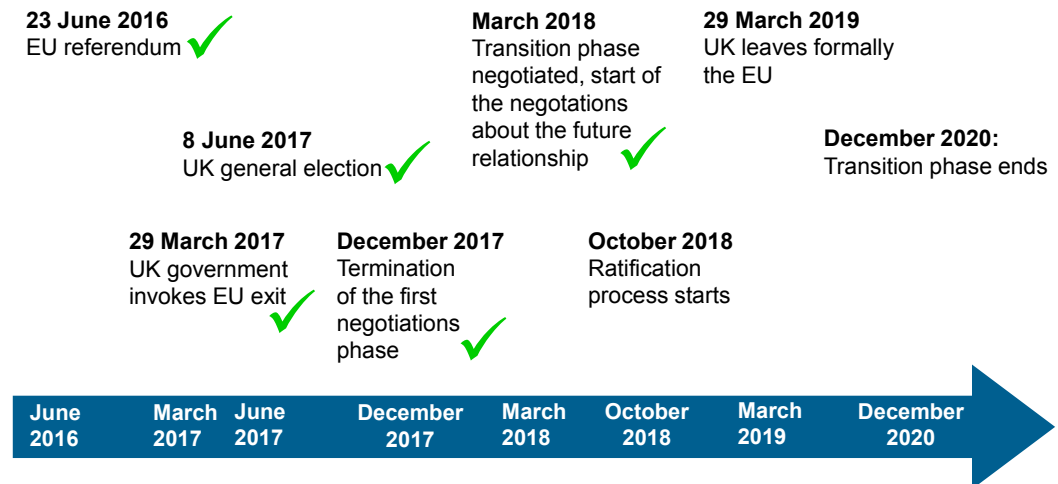 23 June 2016
EU referendum
March 2018
Transition phase
negotiated, start of
the negotations
about the future
relationship
29 March 2019
UK leaves formally
the EU
8 June 2017
UK general election
December 2020:
Transition phase ends
29 March 2017
UK government
invokes EU exit
December 2017
Termination
of the first
negotiations
phase
October 2018
Ratification
process starts
June
2016
March
2017
June
2017
December
2017
March
2018
October
2018
March
2019
December
2020